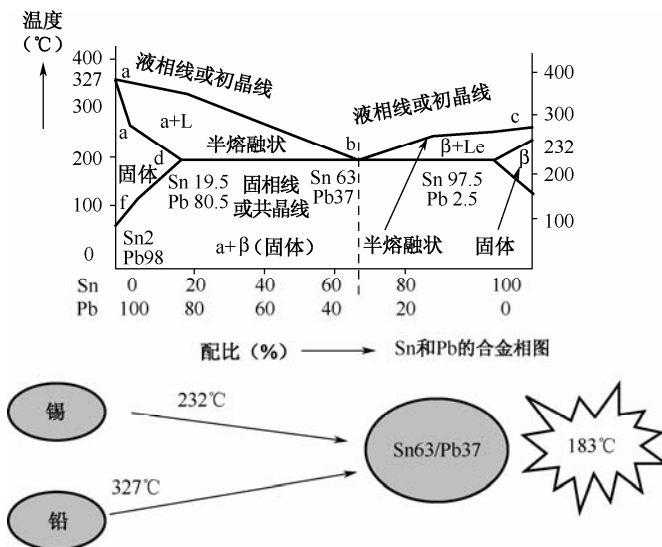 温度
(℃)
400
327
300
200
100
0
a
液相线或初晶线
a
a+L
半熔融状
d
固体
f
Sn 19.5
Pb 80.5
固相线
或共晶线
Sn 63
Pb37
b
Sn2
Pb98
a+β(固体)
液相线或初晶线
c
β+Le
β
Sn 97.5
Pb 2.5
半熔融状
固体
400
300
232
200
100
Sn 0 20 40 60 80 100
Pb 100 80 60 40 20 0
配比(%) Sn和Pb的合金相图
锡
232℃
Sn63/Pb37
183℃
327℃
铅